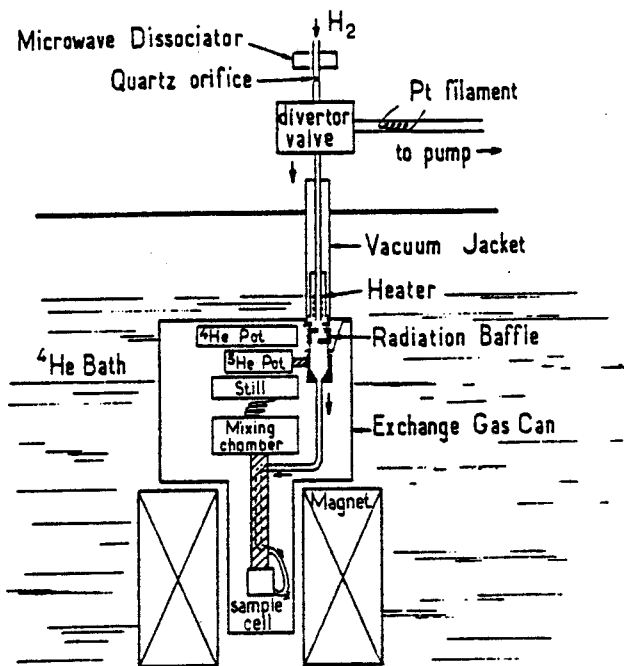 H2
Microwave Dissociator
Quartz orifice
Pt filament
divertor
valve
to pump
Vacuum Jacket
Heater
4He Pot
Radiation Baffle
4He Bath
3He Pot
Still
Mixing
chamber
Exchange Gas Can
Magnet
sample
cell